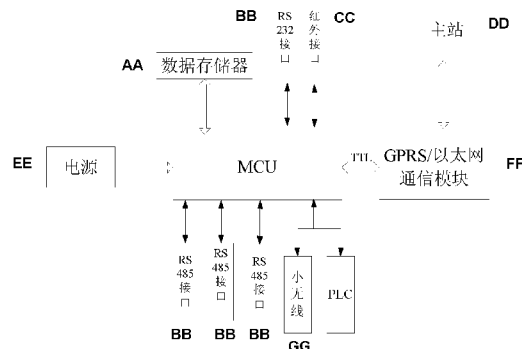 BB
RS
232
接
口
红
外
接
口
CC
主站
DD
AA
数据存储器
EE
电源
MCU
TTL
GPRS/以太网
通信模块
FF
RS
485
接
口
RS
485
接
口
RS
485
接
口
小
无
线
PLC
BB
BB
BB
GG